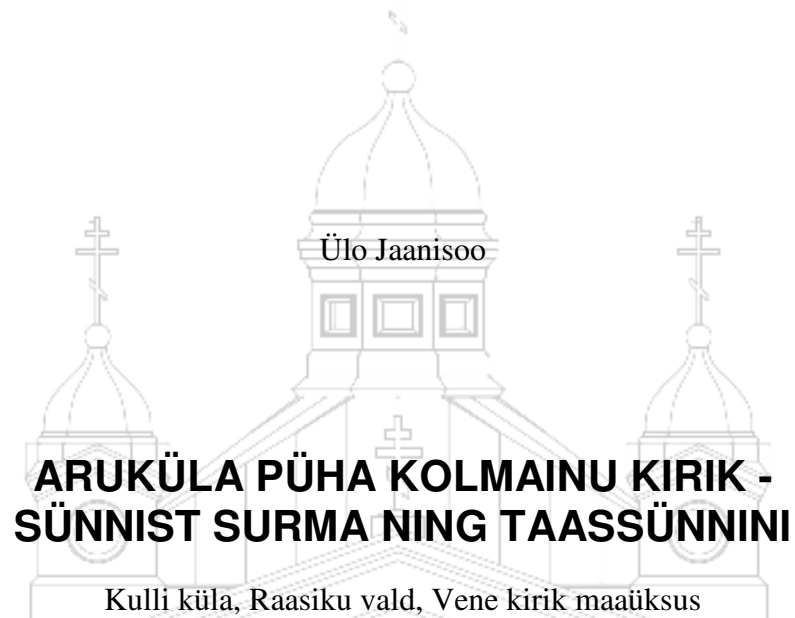 Ülo Jaanisoo
ARUKÜLA PÜHA KOLMAINU KIRIK -
SÜNNIST SURMA NING TAASSÜNNINI
Kulli küla, Raasiku vald, Vene kirik maaüksus